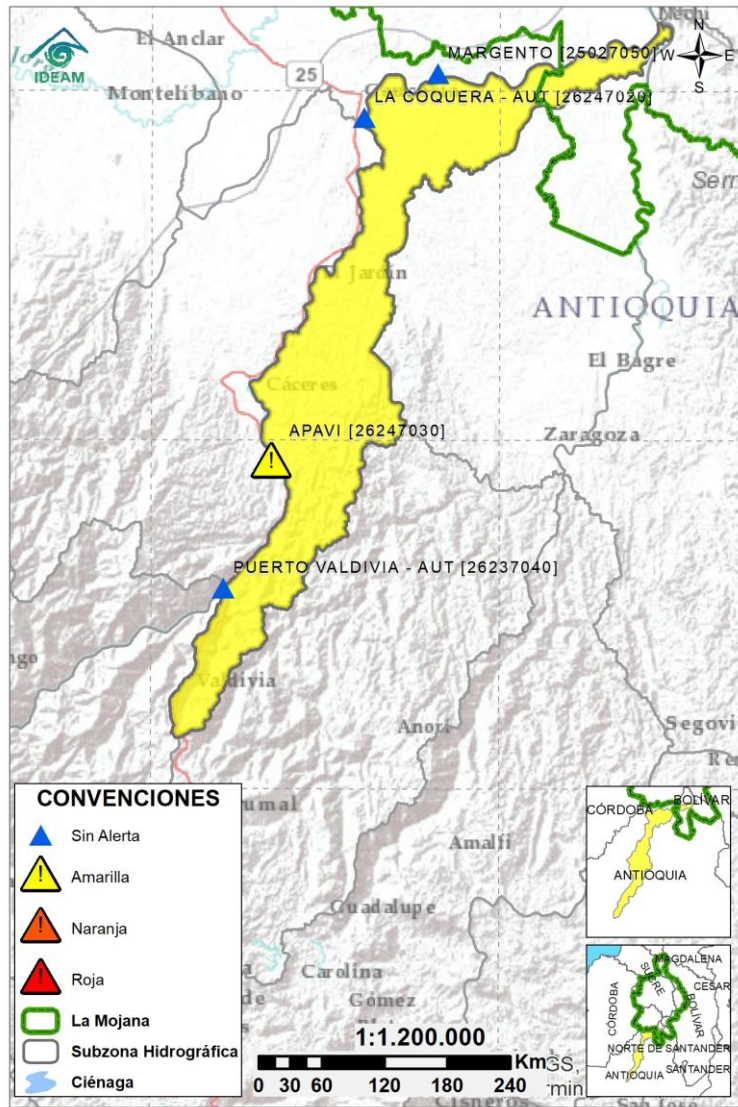 IDEAM
El Anclar
Nechí
N
W
E
S
MARGENTO [25027050]
25
Montelíbano
LA COQUERA - AUT [26247020]
El Jardín
ANTIOQUIA
El Bagre
Cáceres
APAVI [26247030]
Zaragoza
PUERTO VALDIVIA - AUT [26237040]
Valdivia
Anorí
Amalfi
Guadalupe
Carolina
Gómez
Cisneros
CONVENCIONES
Sin Alerta
Amarilla
Naranja
Roja
La Mojana
Subzona Hidrográfica
Ciénaga
1:1.200.000
Km
0 30 60 120 180 240
CÓRDOBA
BOLÍVAR
ANTIOQUIA
MAGDALENA
SUCRE
CESAR
CÓRDOBA
BOLÍVAR
NORTE DE SANTANDER
ANTIOQUIA
SANTANDER